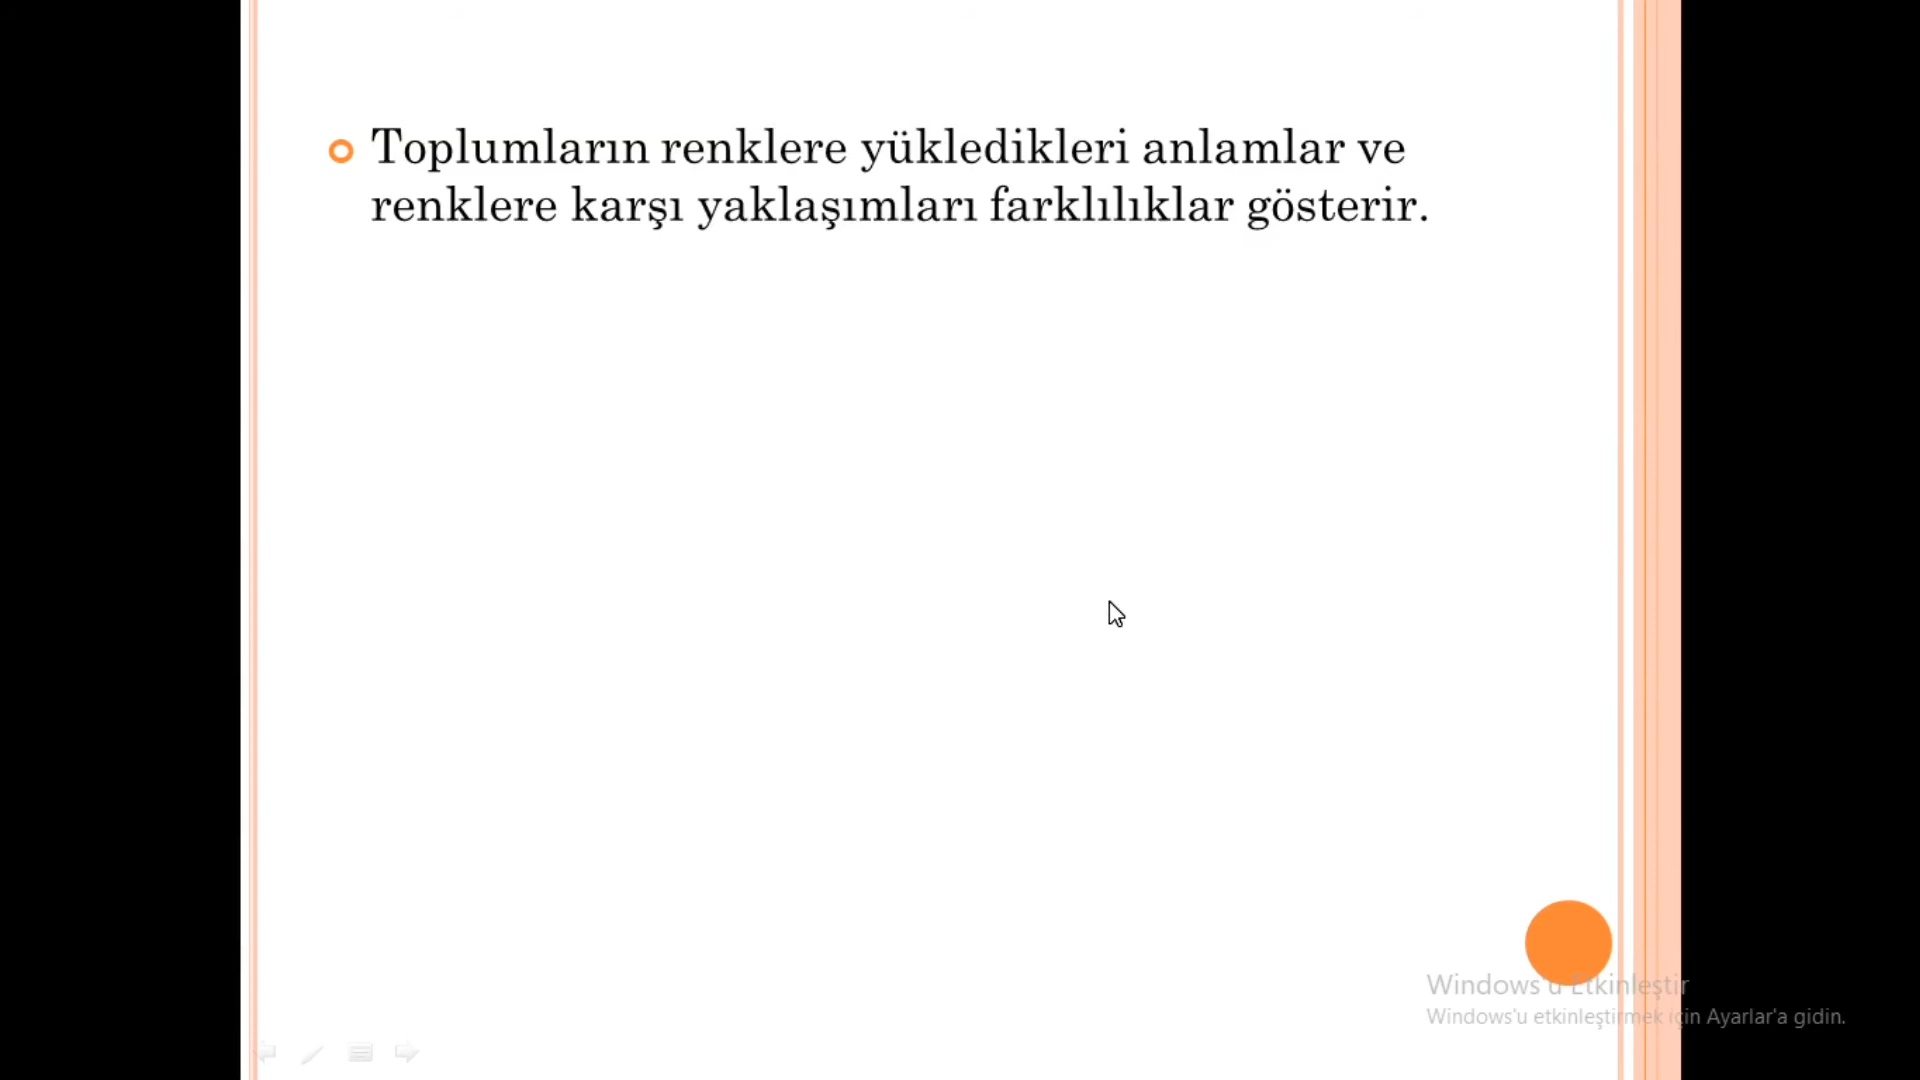 Toplumların renklere yükledikleri anlamlar ve
renklere karşı yaklaşımları farklılıklar gösterir.
Windows'u Etkinleştir
Windows'u etkinleştirmek için Ayarlar'a gidin.